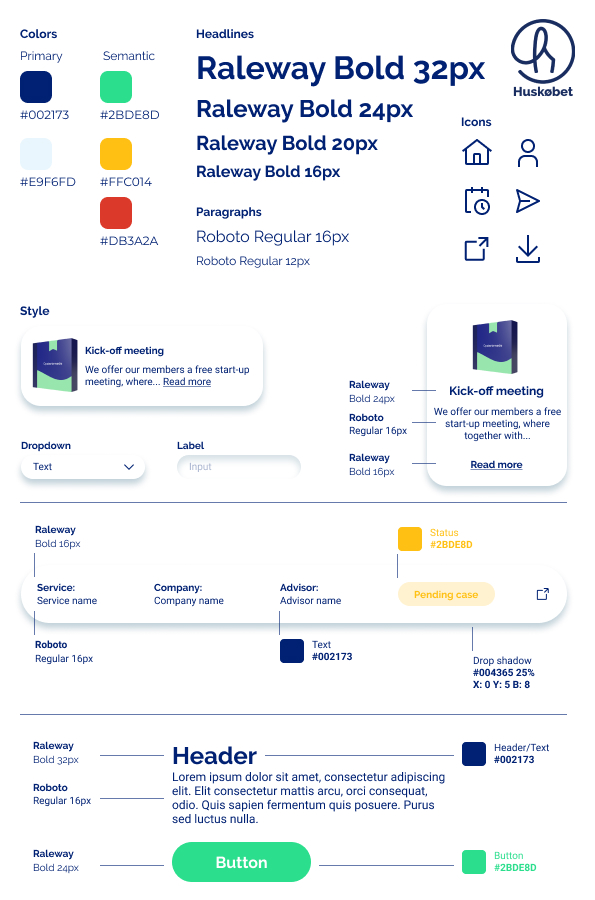 Colors
Primary
Semantic
#002173
#2BDE8D
#E9F6FD
#FFC014
#DB3A2A
Headlines
Raleway Bold 32px
Raleway Bold 24px
Raleway Bold 20px
Raleway Bold 16px
Paragraphs
Roboto Regular 16px
Roboto Regular 12px
Huskøbet
Icons
Style
Kick-off meeting
We offer our members a free start-up
meeting, where... Read more
Dropdown
Text
Label
Input
Raleway
Bold 24px
Roboto
Regular 16px
Raleway
Bold 16px
Kick-off meeting
We offer our members a free
start-up meeting, where
together with...
Read more
Raleway
Bold 16px
Status
#2BDE8D
Service:
Service name
Company:
Company name
Advisor:
Advisor name
Pending case
Roboto
Regular 16px
Text
#002173
Drop shadow
#004365 25%
X: 0 Y: 5 B: 8
Raleway
Bold 32px
Header
Header/Text
#002173
Roboto
Regular 16px
Lorem ipsum dolor sit amet, consectetur adipiscing
elit. Elit consectetur mattis arcu, orci consequat,
odio. Quis sapien fermentum quis posuere. Purus
sed luctus nulla.
Raleway
Bold 24px
Button
Button
#2BDE8D